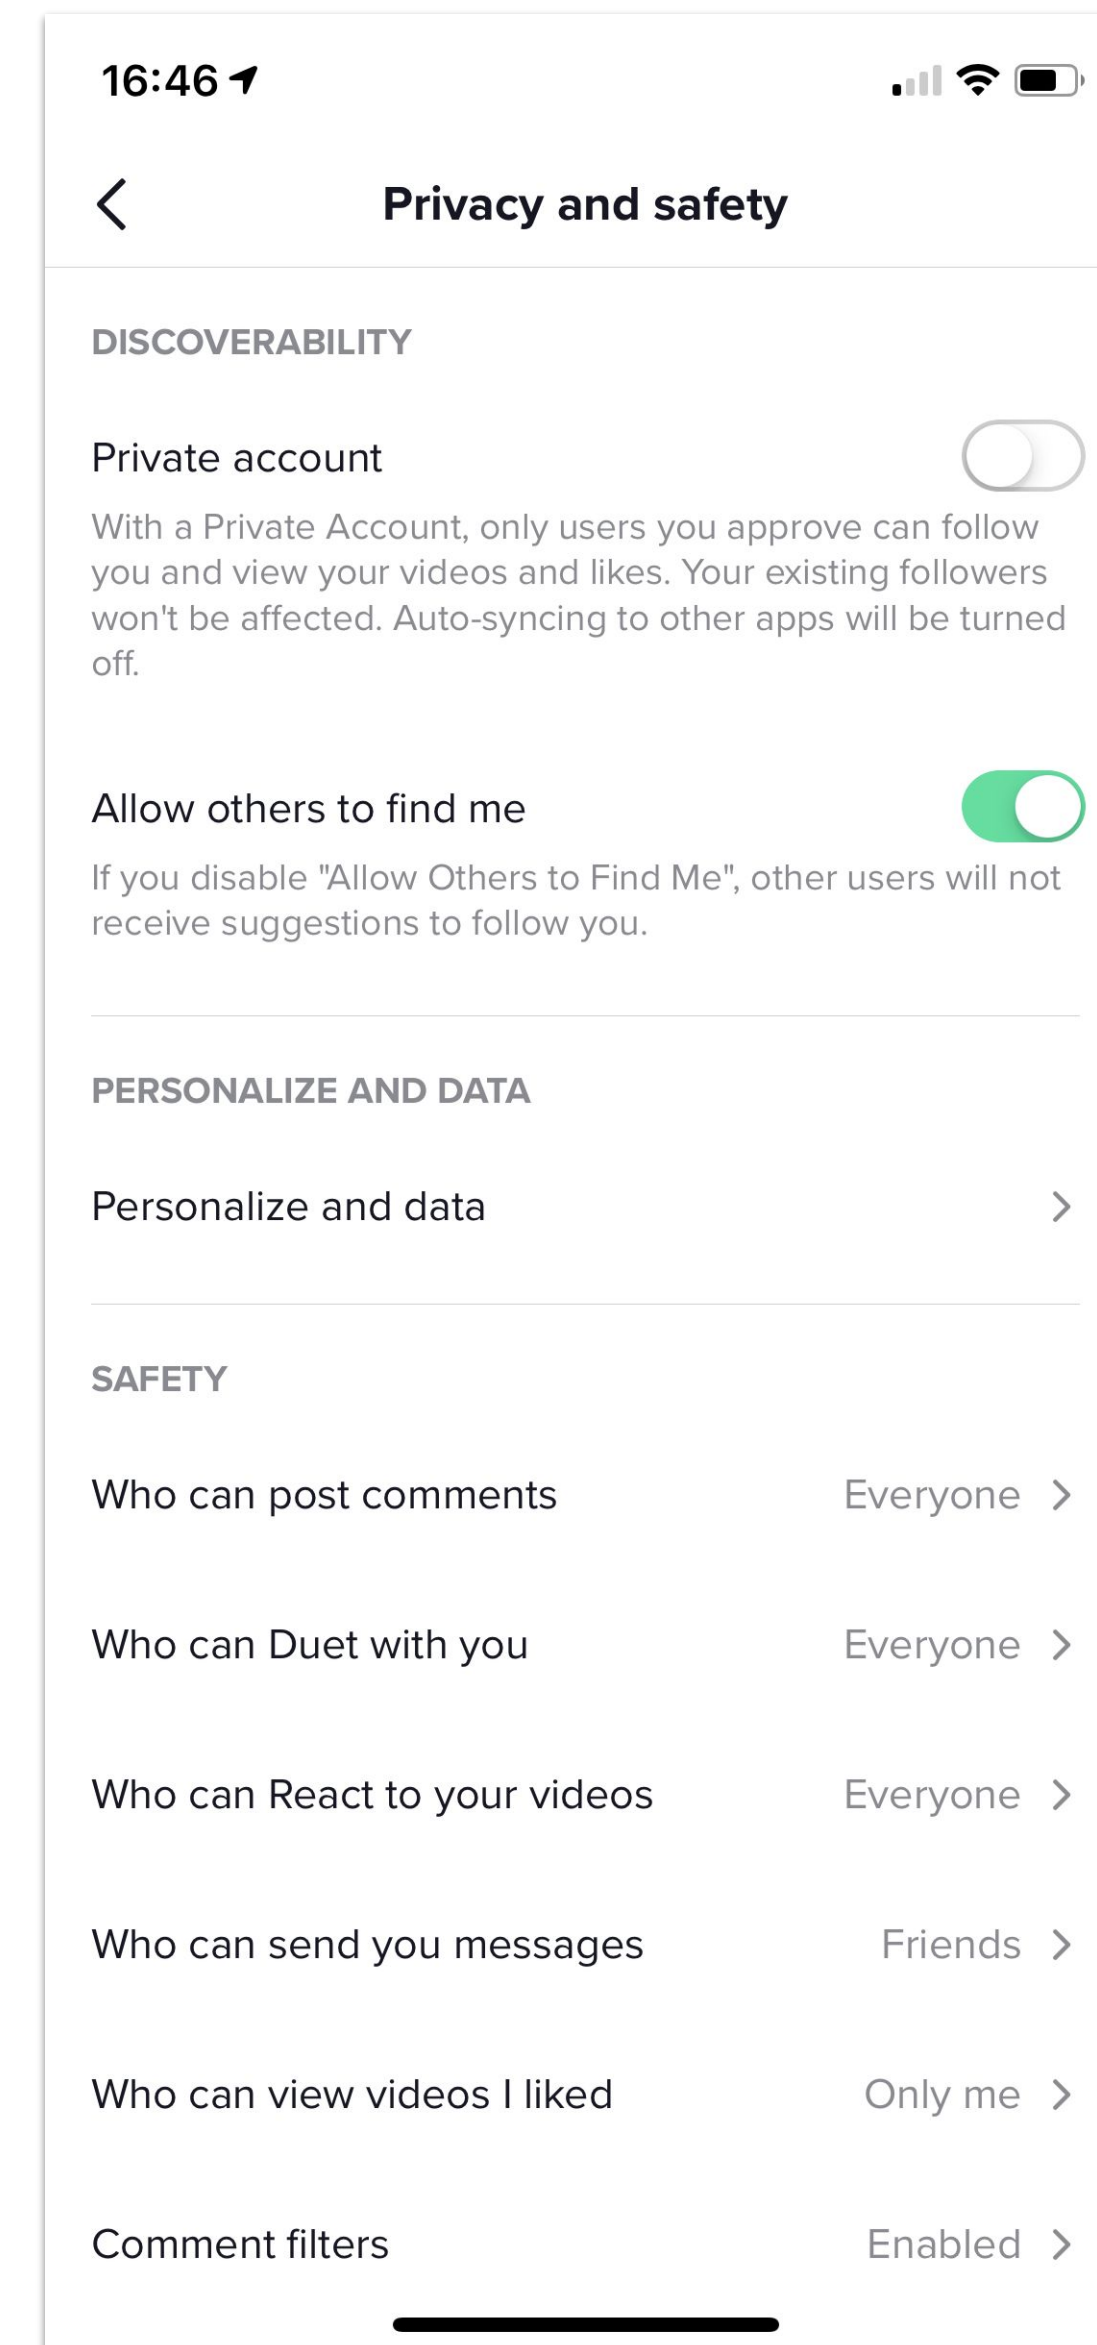 16:46
Privacy and safety
DISCOVERABILITY
Private account
With a Private Account, only users you approve can follow
you and view your videos and likes. Your existing followers
won't be affected. Auto-syncing to other apps will be turned
off.
Allow others to find me
If you disable "Allow Others to Find Me", other users will not
receive suggestions to follow you.
PERSONALIZE AND DATA
Personalize and data
SAFETY
Who can post comments Everyone
Who can Duet with you Everyone
Who can React to your videos Everyone
Who can send you messages Friends
Who can view videos I liked Only me
Comment filters Enabled